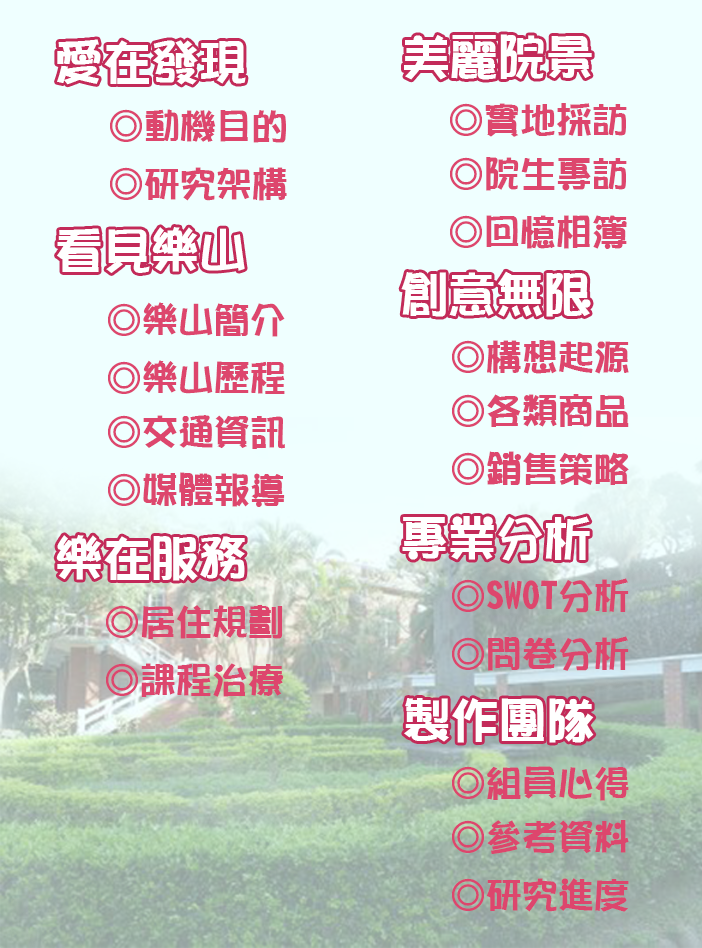 愛在發現
◎動機目的
◎研究架構
看見樂山
◎樂山簡介
◎樂山歷程
◎交通資訊
◎媒體報導
樂在服務
◎居住規劃
◎課程治療
美麗院景
◎實地採訪
◎院生專訪
◎回憶相簿
創意無限
◎構想起源
◎各類商品
◎銷售策略
專業分析
◎SWOT分析
◎問卷分析
製作團隊
◎組員心得
◎參考資料
◎研究進度